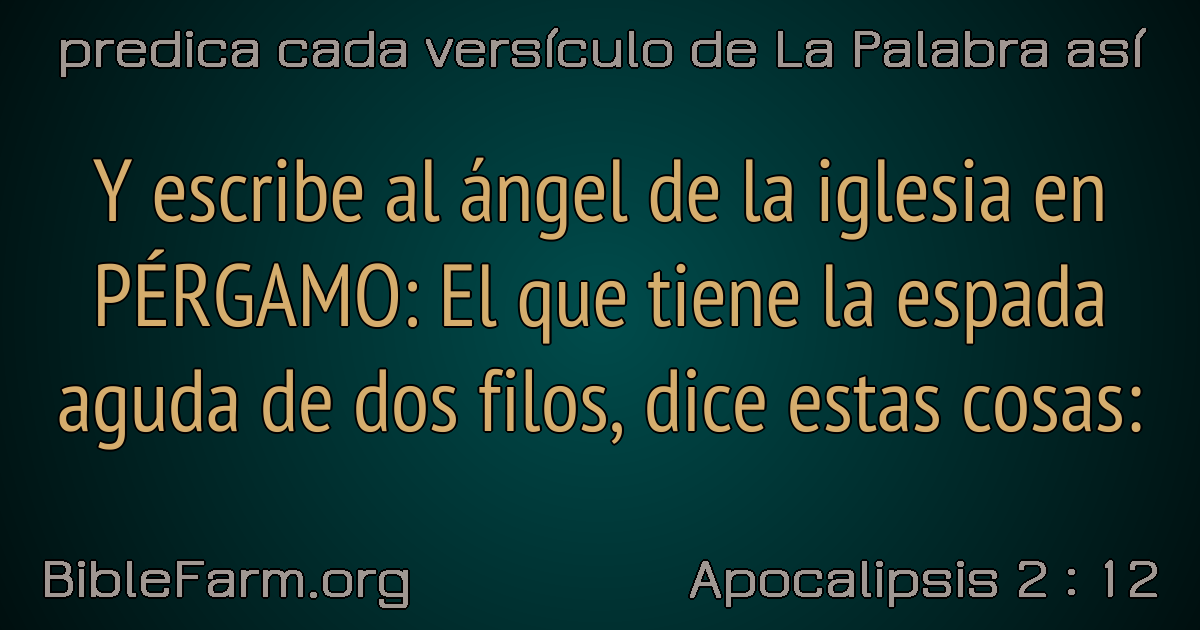 predica cada versículo de La Palabra así
Y escribe al ángel de la iglesia en
PÉRGAMO: El que tiene la espada
aguda de dos filos, dice estas cosas:
BibleFarm.org
Apocalipsis 2 : 12